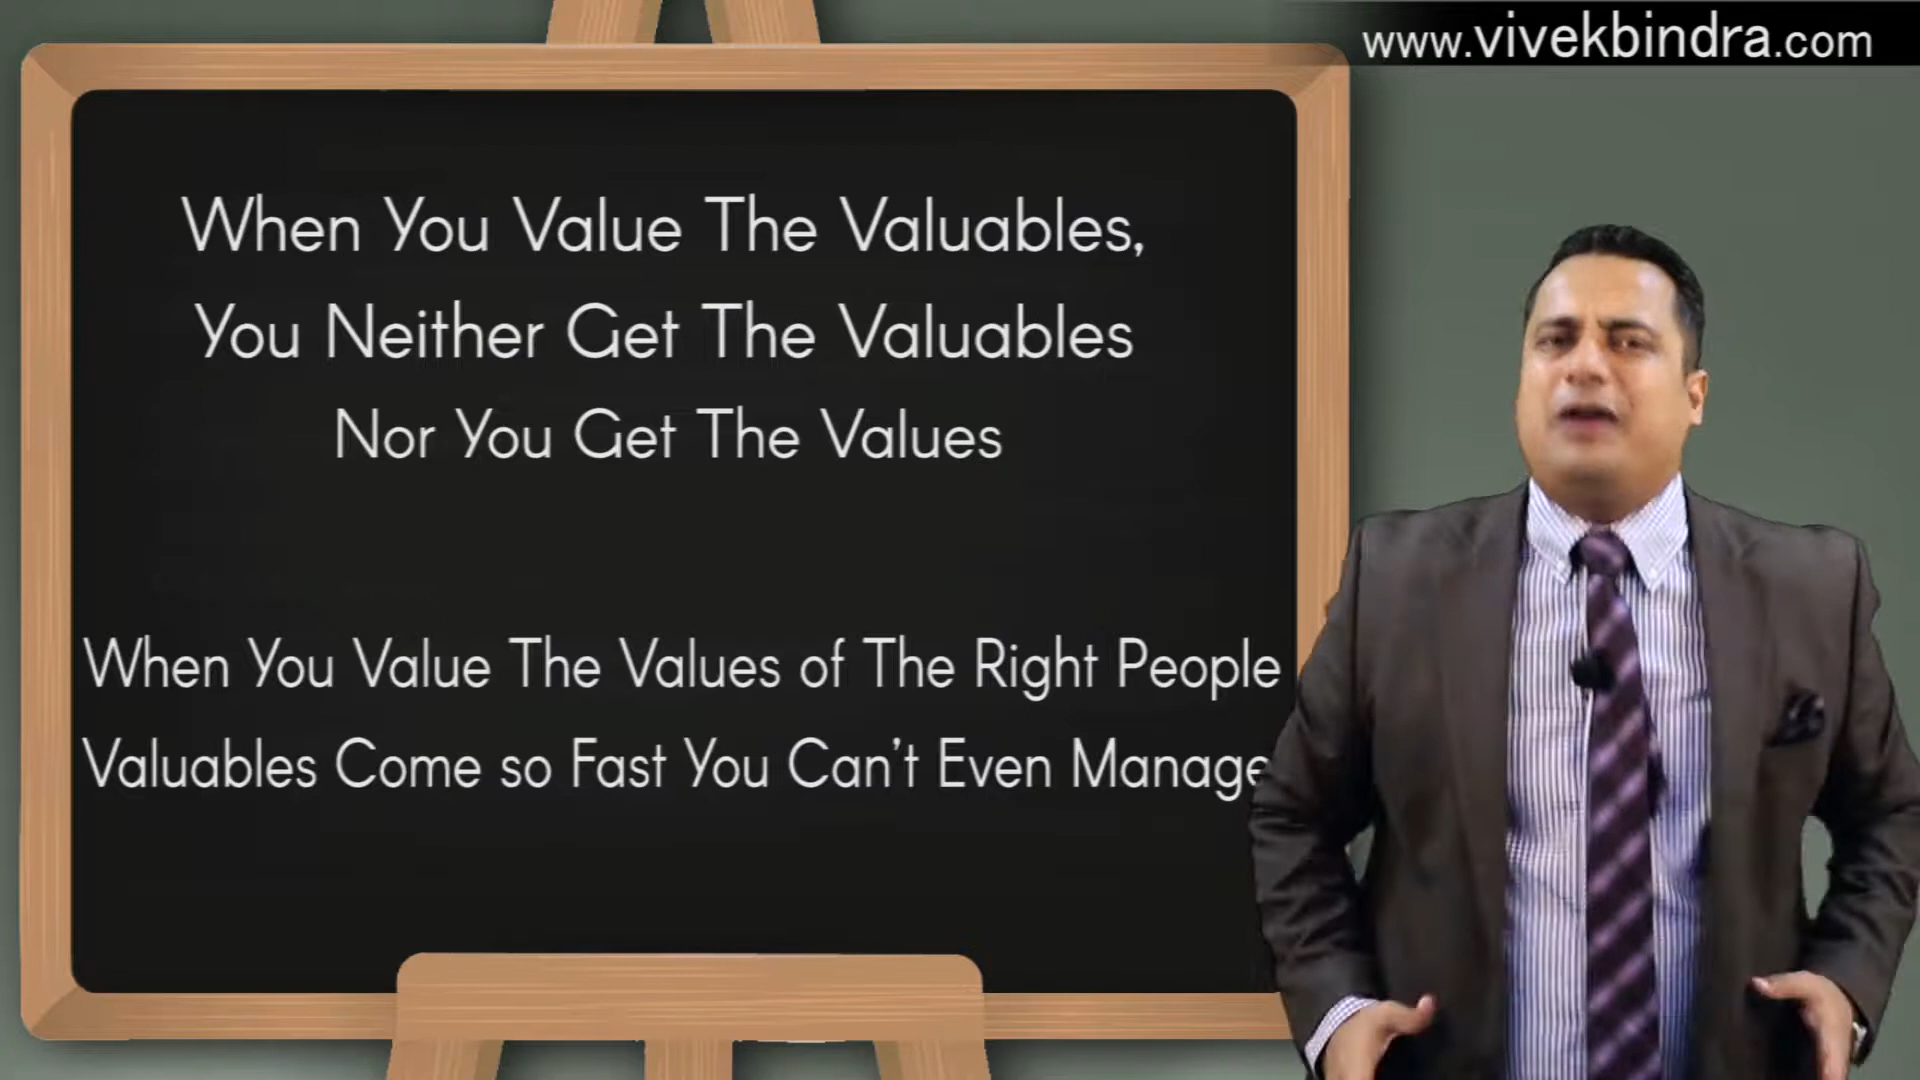 www.vivekbindra.com
When You Value The Valuables,
You Neither Get The Valuables
Nor You Get The Values
When You Value The Values of The Right People
Valuables Come so Fast You Can't Even Manage